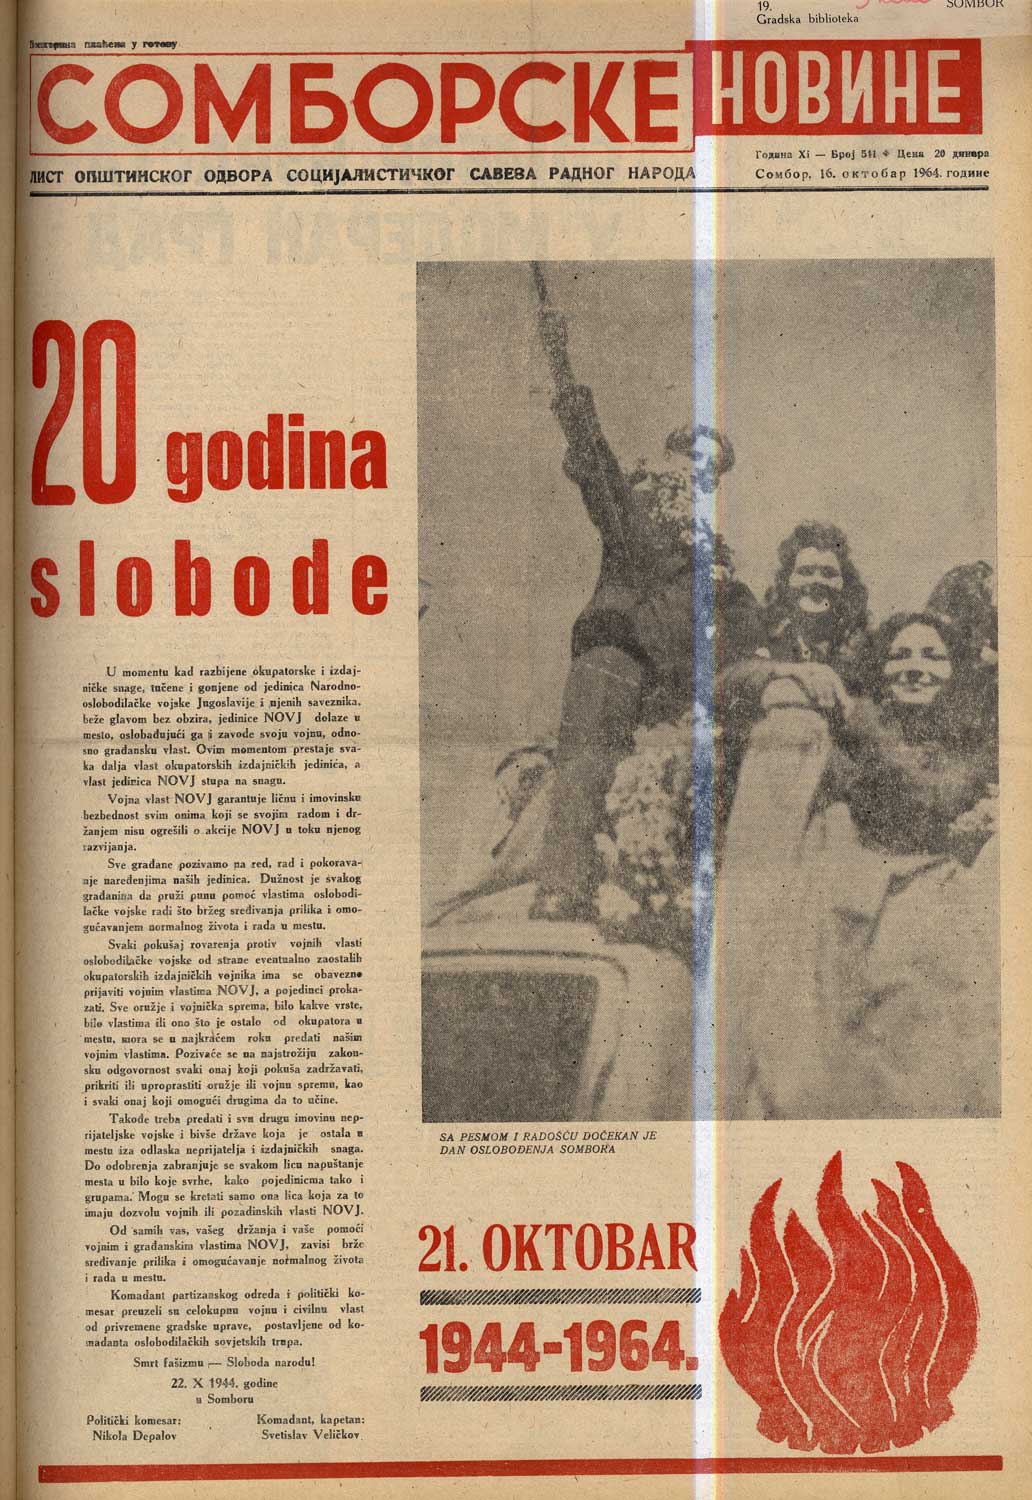 19.
SOMBOR
Gradska biblioteka
Поштарина плаћена у готову
СОМБОРСКЕ НОВИНЕ
ЛИСТ ОПШТИНСКОГ ОДБОРА СОЦИЈАЛИСТИЧКОГ САВЕЗА РАДНОГ НАРОДА
Година XI — Број 541 ✦ Цена 20 динара
Сомбор, 16. октобар 1964. године
20 godina
slobode
U momentu kad razbijene okupatorske i izdaj-
ničke snage, tučene i gonjene od jedinica Narodno-
oslobodilačke vojske Jugoslavije i njenih saveznika,
beže glavom bez obzira, jedinice NOVJ dolaze u
mesto, oslobađujući ga i zavode svoju vojnu, odno-
sno građansku vlast. Ovim momentom prestaje sva-
ka dalja vlast okupatorskih izdajničkih jedinica, a
vlast jedinica NOVJ stupa na snagu.
Vojna vlast NOVJ garantuje ličnu i imovinsku
bezbednost svim onima koji se svojim radom i dr-
žanjem nisu ogrešili o akcije NOVJ u toku njenog
razvijanja.
Sve građane pozivamo na red, rad i pokorava-
nje naređenjima naših jedinica. Dužnost je svakog
građanina da pruži punu pomoć vlastima oslobodi-
lačke vojske radi što bržeg sređivanja prilika i omo-
gućavanjem normalnog života i rada u mestu.
Svaki pokušaj rovarenja protiv vojnih vlasti
oslobodilačke vojske od strane eventualno zaostalih
okupatorskih izdajničkih vojnika ima se obavezno
prijaviti vojnim vlastima NOVJ, a pojedinci proka-
zati. Sve oružje i vojnička sprema, bilo kakve vrste,
bilo vlastima ili ono što je ostalo od okupatora u
mestu, mora se u najkraćem roku predati našim
vojnim vlastima. Pozivaće se na najstrožiju zakon-
sku odgovornost svaki onaj koji pokuša zadržavati,
prikriti ili upropastiti oružje ili vojnu spremu, kao
i svaki onaj koji omogući drugima da to učine.
Takođe treba predati i svu drugu imovinu nep-
rijateljske vojske i bivše države koja je ostala u
mestu iza odlaska neprijatelja i izdajničkih snaga.
Do odobrenja zabranjuje se svakom licu napuštanje
mesta u bilo koje svrhe, kako pojedinicma tako i
grupama. Mogu se kretati samo ona lica koja za to
imaju dozvolu vojnih ili pozadinskih vlasti NOVJ.
Od samih vas, vašeg držanja i vaše pomoći
vojnim i građanskim vlastima NOVJ, zavisi brže
sređivanje prilika i omogućavanje normalnog života
i rada u mestu.
Komadant partizanskog odreda i politički ko-
mesar preuzeli su celokupnu vojnu i civilnu vlast
od privremene gradske uprave, postavljene od ko-
madanta oslobodilačkih sovjetskih trupa.
Smrt fašizmu — Sloboda narodu!
22. X 1944. godine
u Somboru
Politički komesar:
Nikola Depalov
Komadant, kapetan:
Svetislav Veličkov
SA PESMOM I RADOŠĆU DOČEKAN JE
DAN OSLOBOĐENJA SOMBORA
21. OKTOBAR
1944-1964.